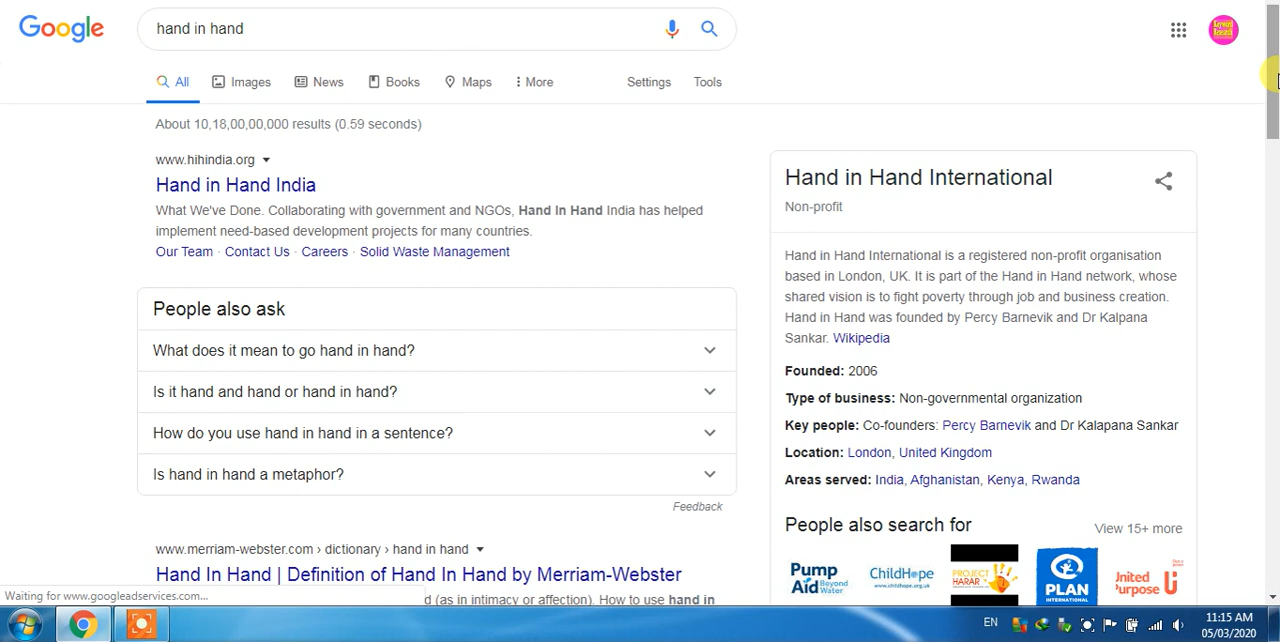 Google
hand in hand
All Images News Books Maps More Settings Tools
About 10,18,00,00,000 results (0.59 seconds)
www.hihindia.org
Hand in Hand India
What We've Done. Collaborating with government and NGOs, Hand In Hand India has helped
implement need-based development projects for many countries.
Our Team · Contact Us · Careers · Solid Waste Management
People also ask
What does it mean to go hand in hand?
Is it hand and hand or hand in hand?
How do you use hand in hand in a sentence?
Is hand in hand a metaphor?
Feedback
www.merriam-webster.com › dictionary › hand in hand
Hand In Hand | Definition of Hand In Hand by Merriam-Webster
d (as in intimacy or affection). How to use hand in
Waiting for www.googleadservices.com...
Hand in Hand International
Non-profit
Hand in Hand International is a registered non-profit organisation
based in London, UK. It is part of the Hand in Hand network, whose
shared vision is to fight poverty through job and business creation.
Hand in Hand was founded by Percy Barnevik and Dr Kalpana
Sankar. Wikipedia
Founded: 2006
Type of business: Non-governmental organization
Key people: Co-founders: Percy Barnevik and Dr Kalapana Sankar
Location: London, United Kingdom
Areas served: India, Afghanistan, Kenya, Rwanda
People also search for View 15+ more
Pump
Aid Beyond
Water
ChildHope
www.childhope.org.uk
PROJECT
HARAR
PLAN
INTERNATIONAL
United
Purpose
EN
11:15 AM
05/03/2020